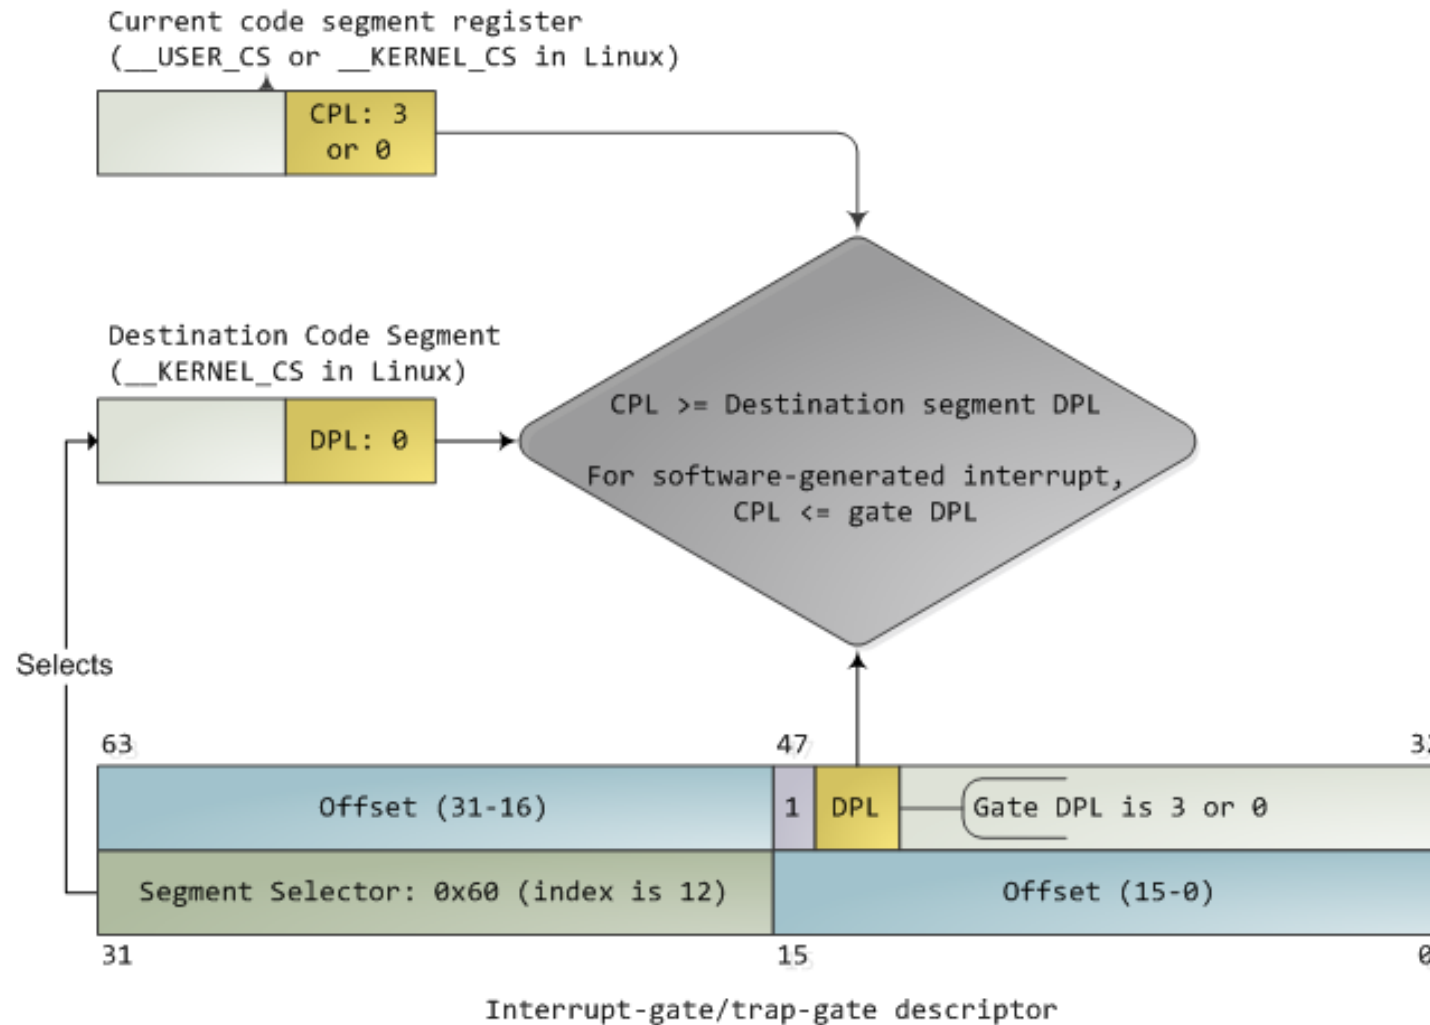 Current code segment register
(__USER_CS or __KERNEL_CS in Linux)
CPL: 3
or 0
Destination Code Segment
(__KERNEL_CS in Linux)
DPL: 0
CPL >= Destination segment DPL
For software-generated interrupt,
CPL <= gate DPL
Selects
63
47
32
Offset (31-16)
1
DPL
Gate DPL is 3 or 0
Segment Selector: 0x60 (index is 12)
Offset (15-0)
31
15
0
Interrupt-gate/trap-gate descriptor